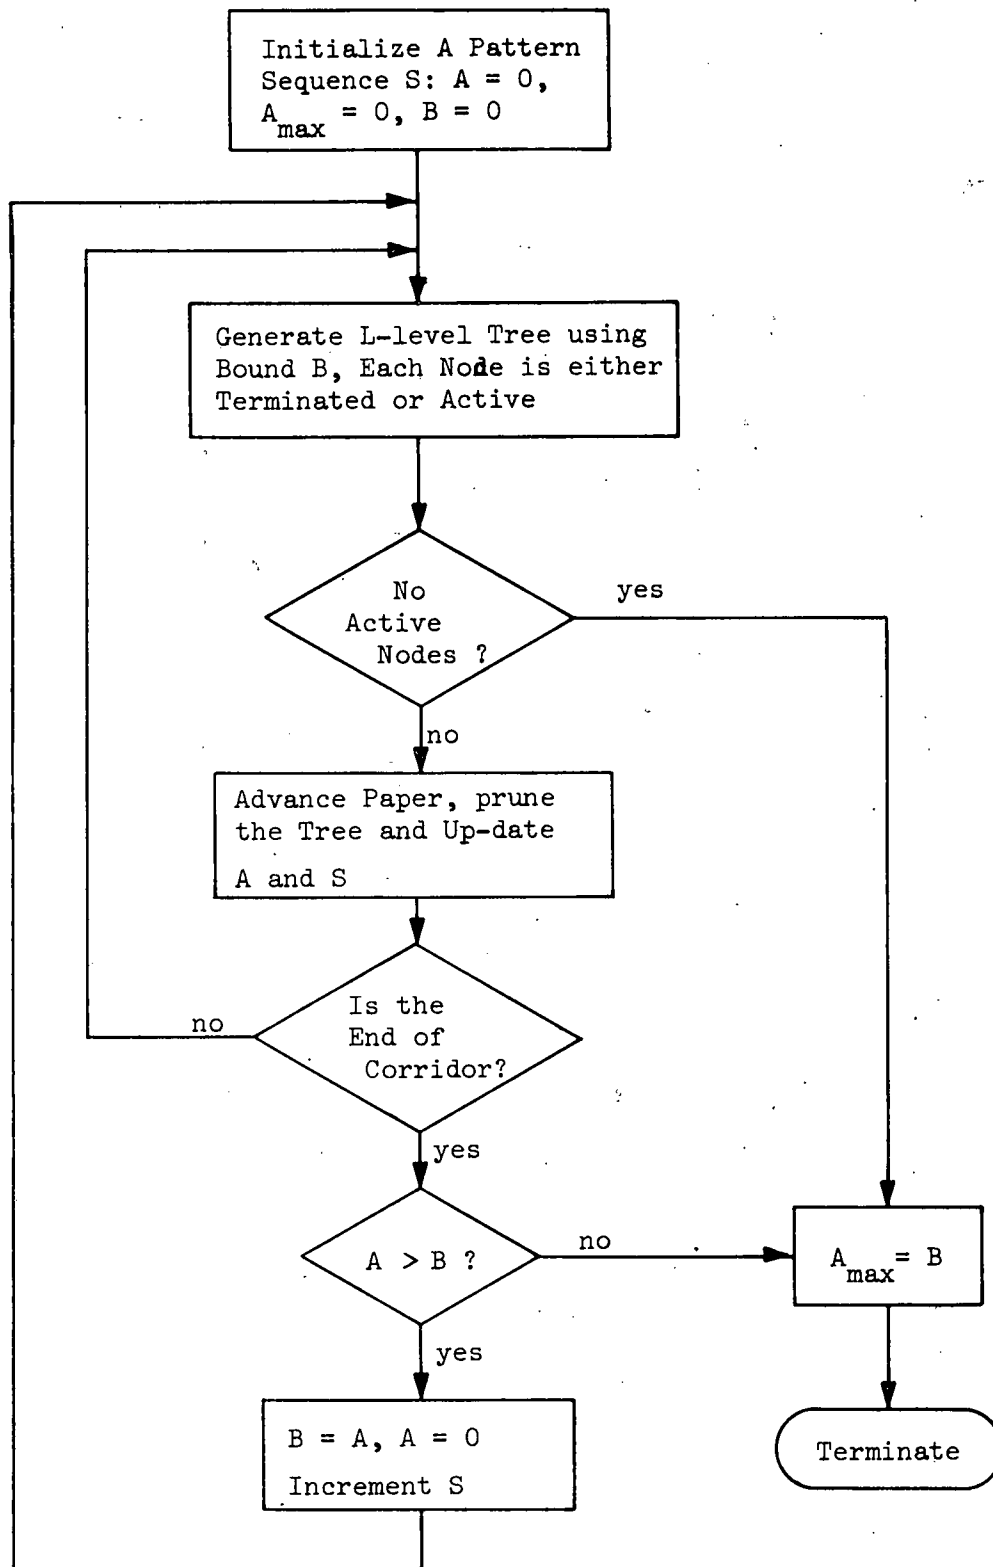 Initialize A Pattern
Sequence S: A = 0,
A_max = 0, B = 0
Generate L-level Tree using
Bound B, Each Node is either
Terminated or Active
No
Active
Nodes ?
yes
no
Advance Paper, prune
the Tree and Up-date
A and S
Is the
End of
Corridor?
no
yes
A > B ?
no
A_max = B
yes
B = A, A = 0
Increment S
Terminate